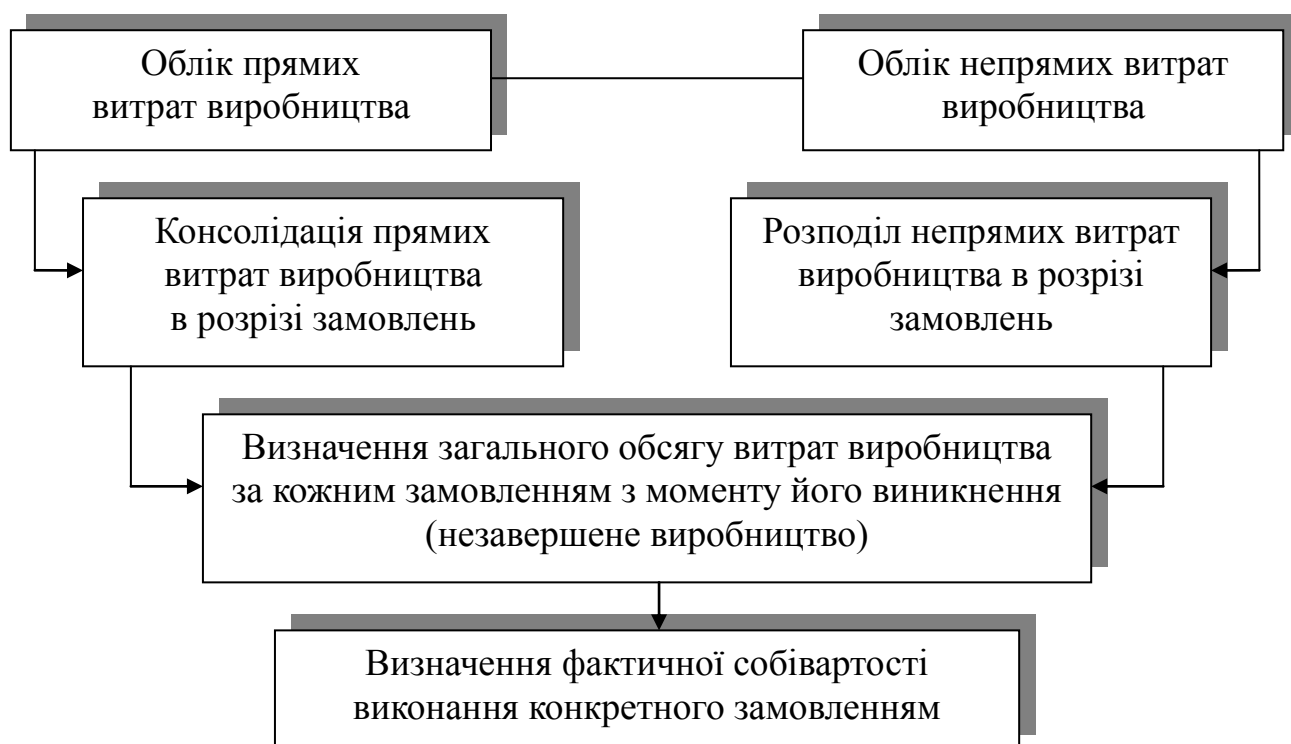 Облік прямих
витрат виробництва
Облік непрямих витрат
виробництва
Консолідація прямих
витрат виробництва
в розрізі замовлень
Розподіл непрямих витрат
виробництва в розрізі
замовлень
Визначення загального обсягу витрат виробництва
за кожним замовленням з моменту його виникнення
(незавершене виробництво)
Визначення фактичної собівартості
виконання конкретного замовленням